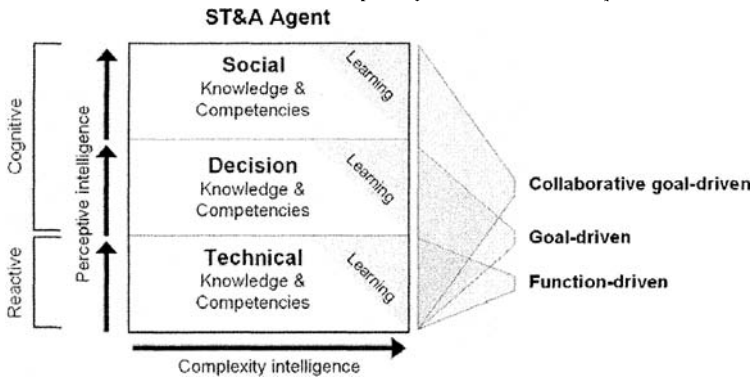 ST&A Agent
Cognitive
Reactive
Perceptive Intelligence
Social
Knowledge &
Competencies
Learning
Decision
Knowledge &
Competencies
Learning
Technical
Knowledge &
Competencies
Learning
Collaborative goal-driven
Goal-driven
Function-driven
Complexity intelligence